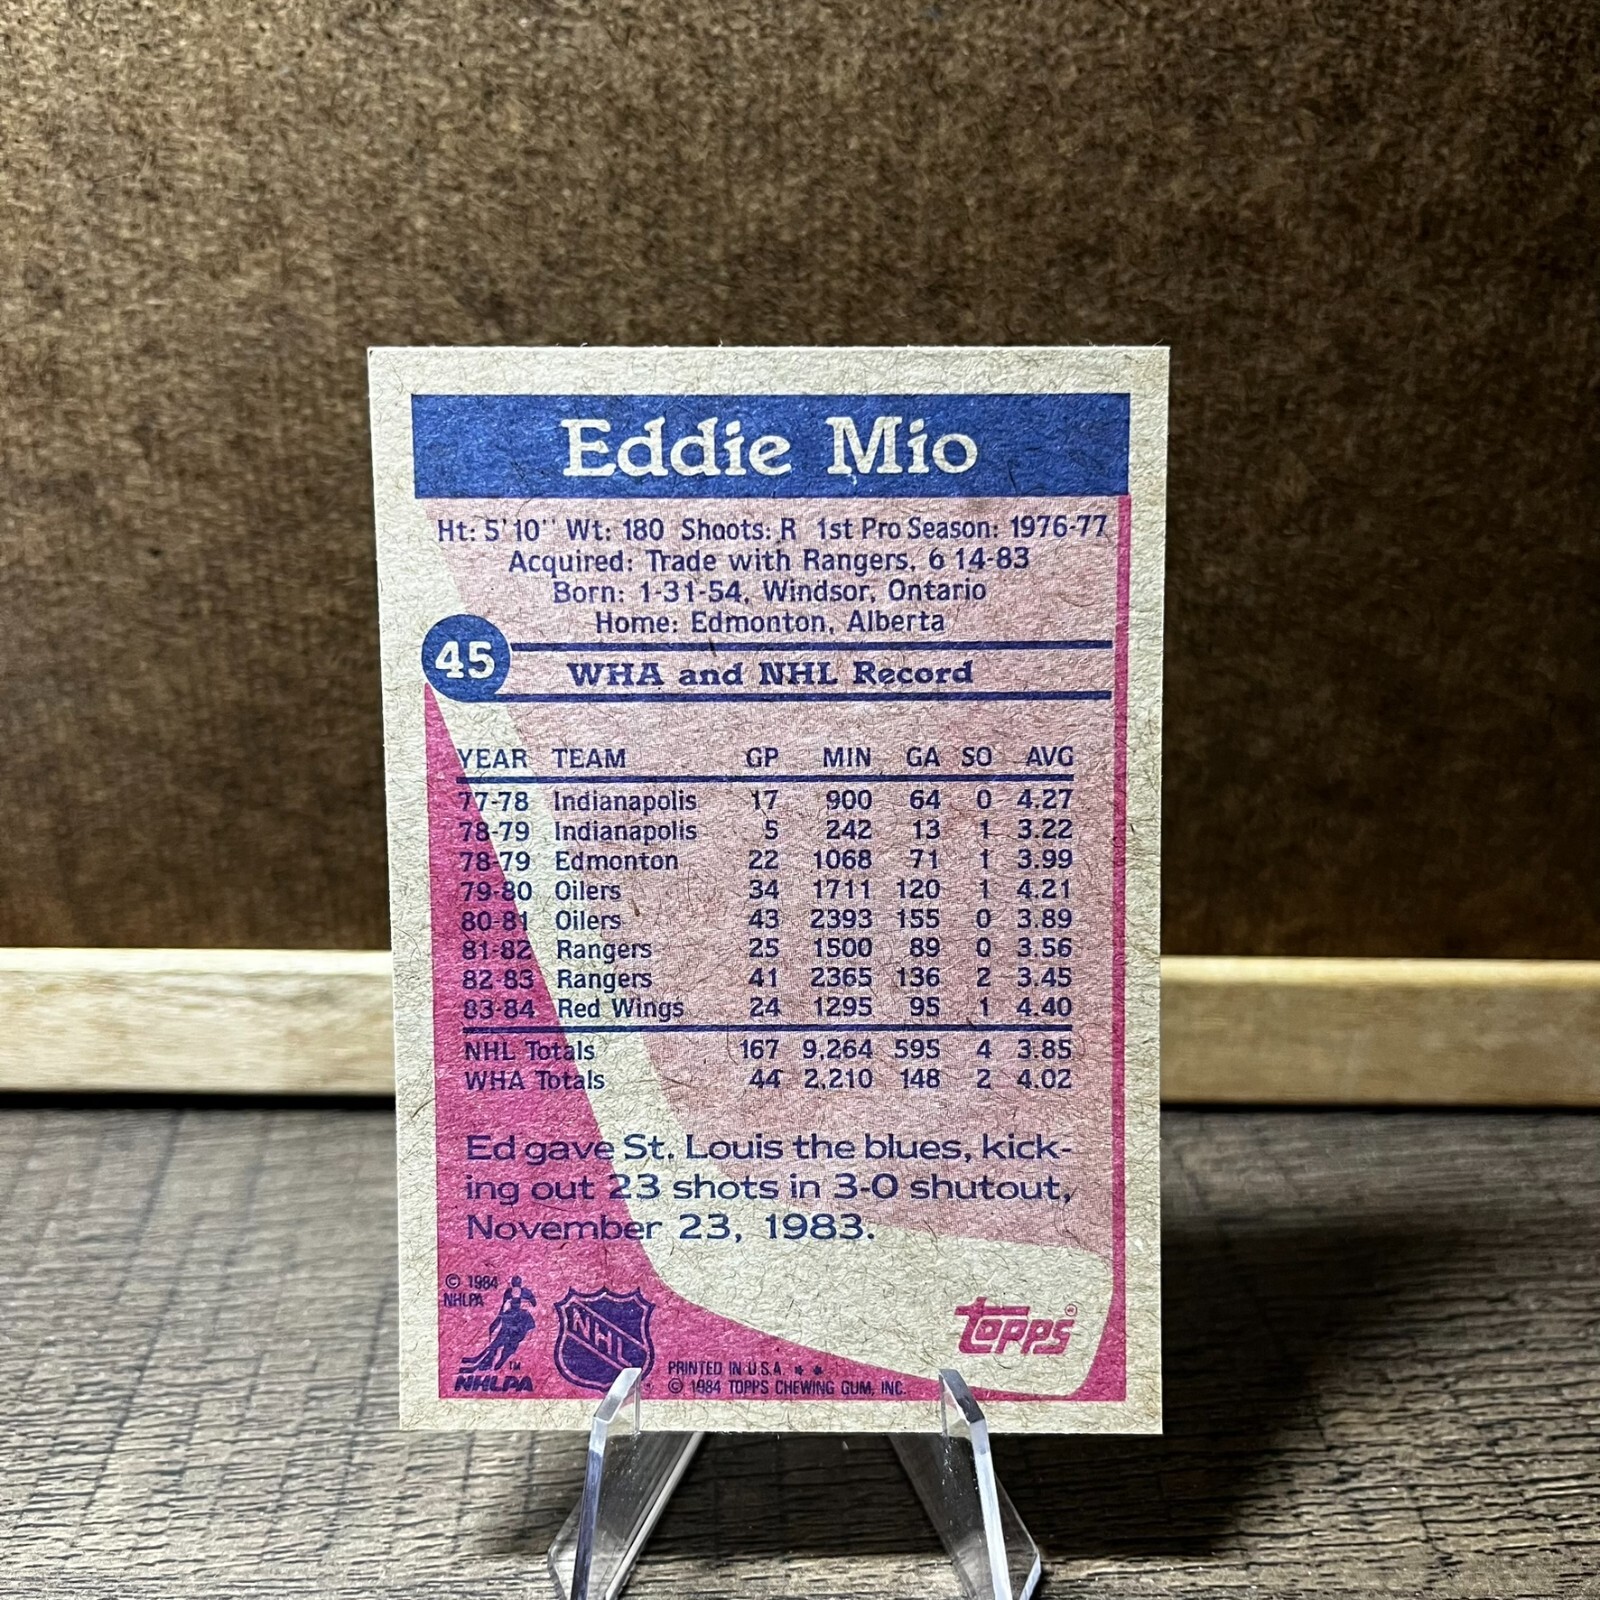 Eddie Mio
Ht: 5'10" Wt: 180 Shoots: R 1st Pro Season: 1976-77
Acquired: Trade with Rangers, 6 14-83
Born: 1-31-54, Windsor, Ontario
Home: Edmonton, Alberta
45
WHA and NHL Record
YEAR TEAM GP MIN GA SO AVG
77-78 Indianapolis 17 900 64 0 4.27
78-79 Indianapolis 5 242 13 1 3.22
78-79 Edmonton 22 1068 71 1 3.99
79-80 Oilers 34 1711 120 1 4.21
80-81 Oilers 43 2393 155 0 3.89
81-82 Rangers 25 1500 89 0 3.56
82 83 Rangers 41 2365 136 2 3.45
83-84 Red Wings 24 1295 95 1 4.40
NHL Totals 167 9,264 595 4 3.85
WHA Totals 44 2,210 148 2 4.02
Ed gave St. Louis the blues, kick-
ing out 23 shots in 3-0 shutout,
November 23, 1983.
© 1984
NHLPA
NHLPA ™
NHL
topps ®
PRINTED IN U.S.A. * *
© 1984 TOPPS CHEWING GUM, INC.